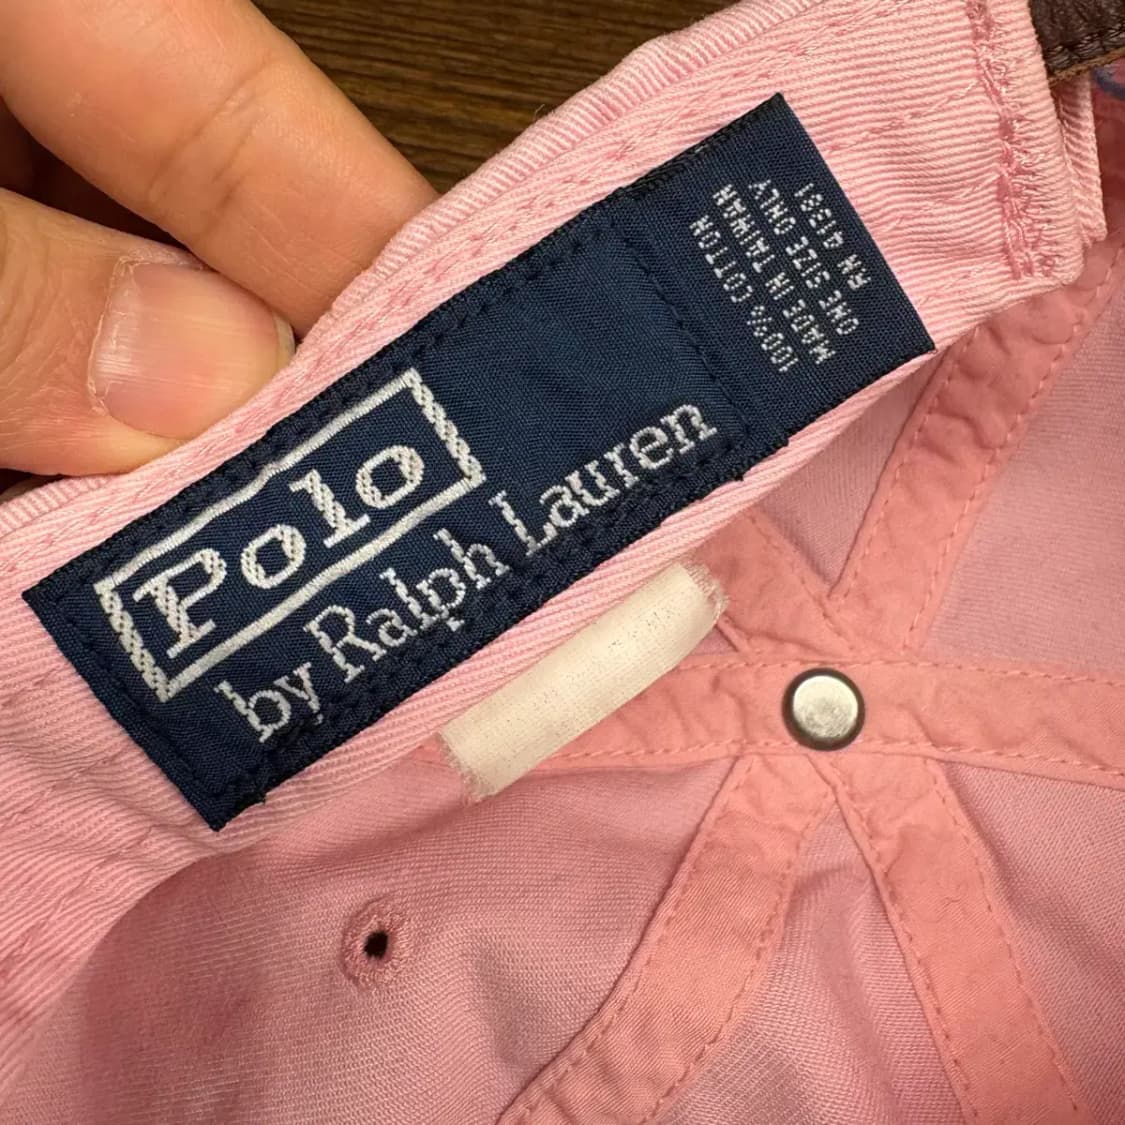 Polo
by Ralph Lauren
100% COTTON
MADE IN TAIWAN
ONE SIZE ONLY
RN 41381